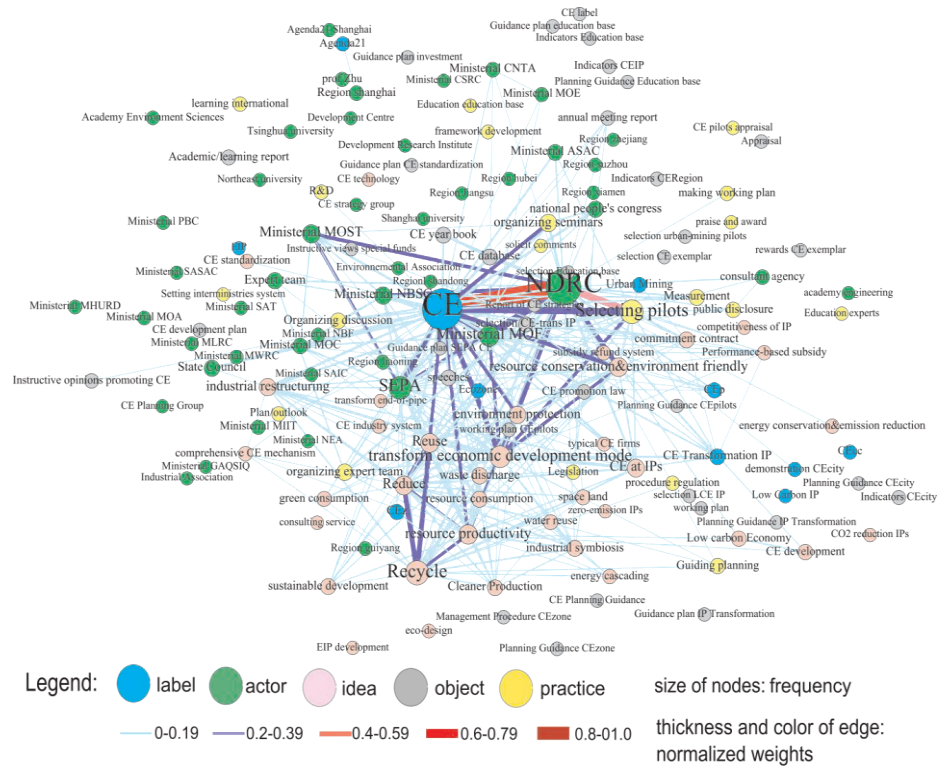 CE label
Guidance plan education base
Agenda21 Shanghai
Indicators Education base
Agenda21
Guidance plan investment
Ministerial CNTA
Indicators CEIP
prof.Zhu
Ministerial CSRC
Planning Guidance Education base
Region Shanghai
Ministerial MOE
learning international
Education education base
Academy Environment Sciences
Development Centre
annual meeting report
Tsinghua university
framework development
CE pilots appraisal
Region zhejiang
Appraisal
Development Research Institute
Ministerial ASAC
Academic/learning report
Guidance plan CE standardization
Region suzhou
Northeast university
CE technology
Region hubei
Indicators CERegion
R&D
Region jiangsu
Region xiamen
making working plan
CE strategy group
national people's congress
Ministerial PBC
Shanghai university
organizing seminars
praise and award
Ministerial MOST
CE year book
selection urban-mining pilots
Instructive views special funds
solicit comments
rewards CE exemplar
CE standardization
CE database
selection CE exemplar
Ministerial SASAC
Expert team
Environnemental Association
selection Education base
consultant agency
Region shandong
NDRC
Urban Mining
Setting interministries system
Ministerial NBSC
CE
Measurement
academy engineering
Ministerial MHURD
Ministerial SAT
Selecting pilots
public disclosure
Education experts
Ministerial MOA
Organizing discussion
selection CE-trans IP
competitiveness of IP
CE development plan
Ministerial NBF
Ministerial MOF
commitment contract
Ministerial MLRC
Ministerial MOC
Guidance plan SEPA CE
subsidy refund system
Performance-based subsidy
Ministerial MWRC
Region liaoning
State Council
resource conservation&environment friendly
Instructive opinions promoting CE
Ministerial SAIC
SEPA
speeches
industrial restructuring
Ecozone
CE promotion law
CEp
transform end-of-pipe
CE Planning Group
Planning Guidance CEpilots
Plan/outlook
environment protection
Ministerial MIIT
CE industry system
working plan CEpilots
energy conservation&emission reduction
Ministerial NEA
Reuse
typical CE firms
comprehensive CE mechanism
transform economic development mode
CE Transformation IP
CEec
Ministerial GAQSIQ
organizing expert team
waste discharge
Legislation
CE at IPs
demonstration CEcity
Industrial Association
Reduce
procedure regulation
Planning Guidance CEcity
green consumption
resource consumption
space land
selection LCE IP
Low Carbon IP
Indicators CEcity
zero-emission IPs
working plan
consulting service
water reuse
Planning Guidance IP Transformation
resource productivity
Low carbon Economy
CO2 reduction IPs
Region guiyang
industrial symbiosis
CE development
Recycle
Guiding planning
sustainable development
Cleaner Production
energy cascading
CE Planning Guidance
Management Procedure CEzone
Guidance plan IP Transformation
eco-design
EIP development
Planning Guidance CEzone
Legend:
label
actor
idea
object
practice
size of nodes: frequency
0-0.19
0.2-0.39
0.4-0.59
0.6-0.79
0.8-01.0
thickness and color of edge:
normalized weights